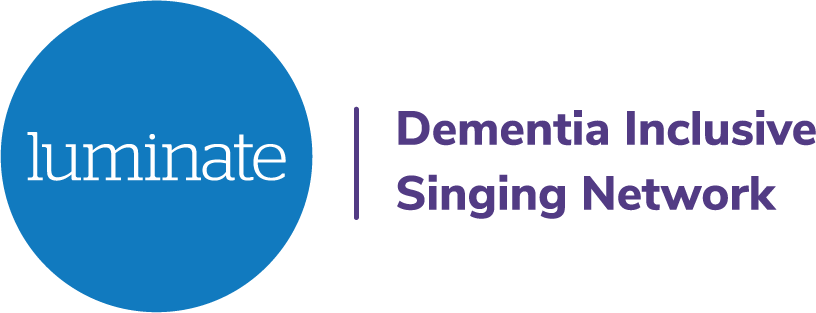 luminate
Dementia Inclusive
Singing Network